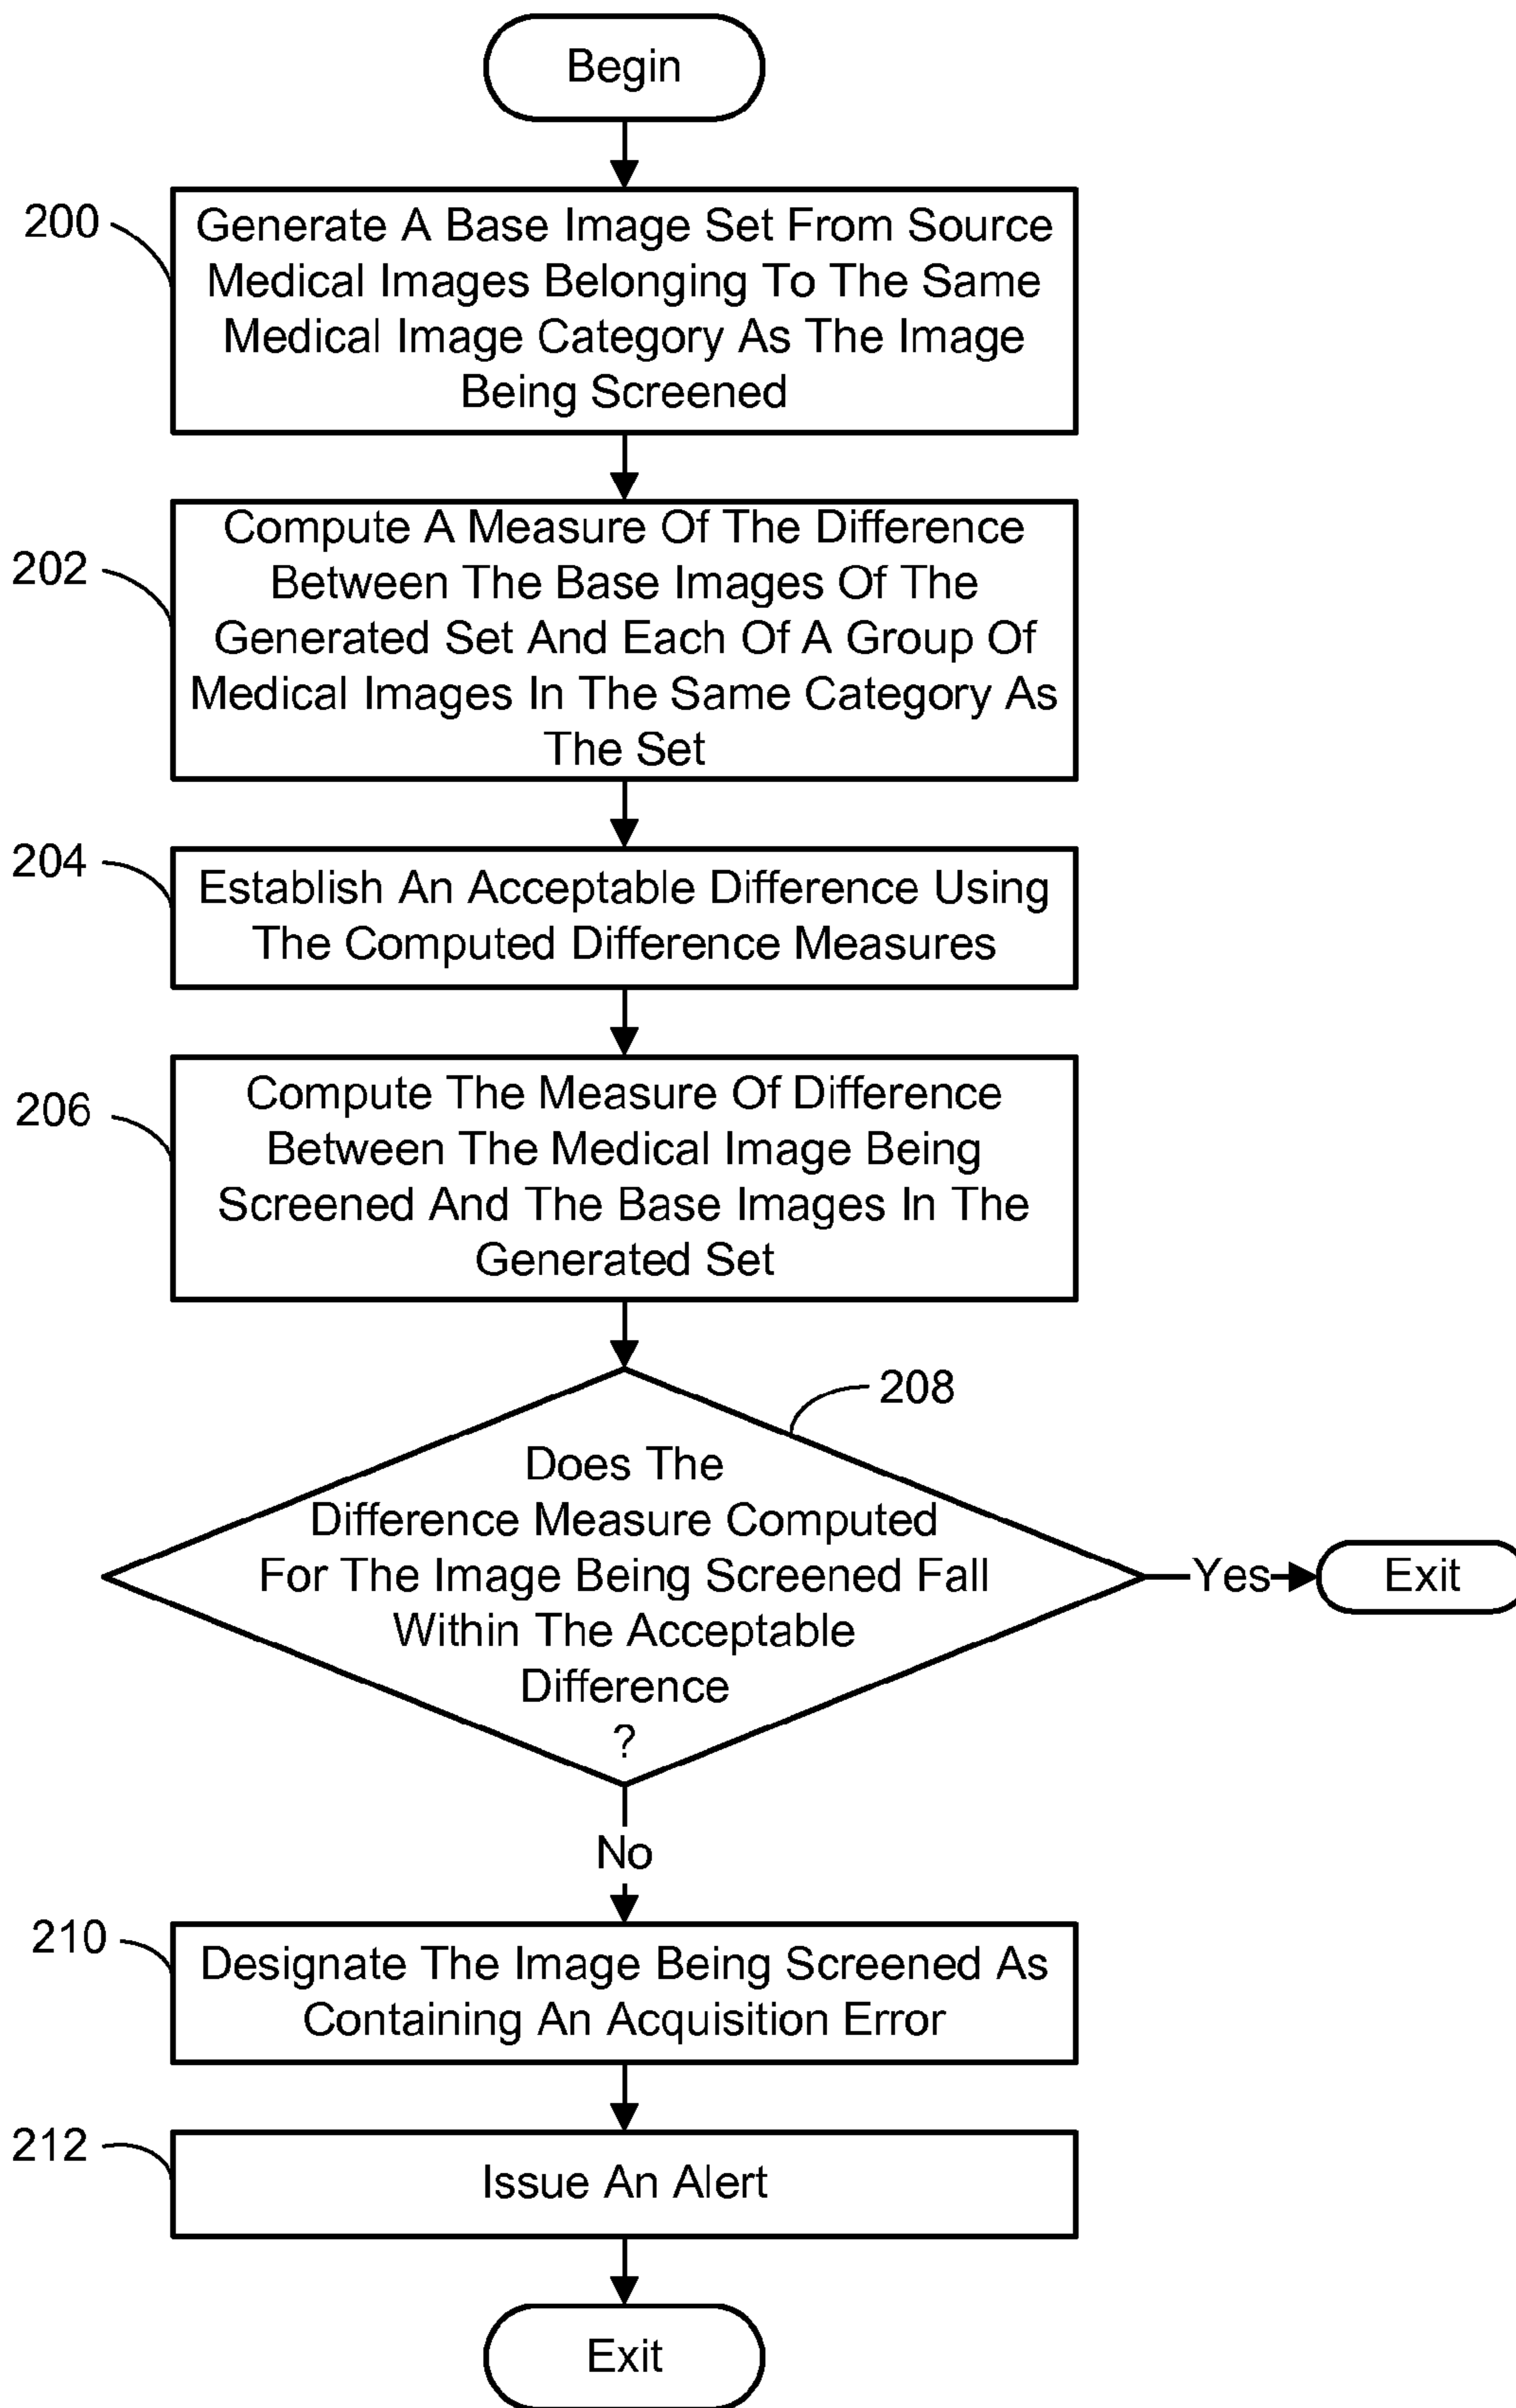 Begin
200
Generate A Base Image Set From Source
Medical Images Belonging To The Same
Medical Image Category As The Image
Being Screened
202
Compute A Measure Of The Difference
Between The Base Images Of The
Generated Set And Each Of A Group Of
Medical Images In The Same Category As
The Set
204
Establish An Acceptable Difference Using
The Computed Difference Measures
206
Compute The Measure Of Difference
Between The Medical Image Being
Screened And The Base Images In The
Generated Set
208
Does The
Difference Measure Computed
For The Image Being Screened Fall
Within The Acceptable
Difference
?
Yes
Exit
No
210
Designate The Image Being Screened As
Containing An Acquisition Error
212
Issue An Alert
Exit